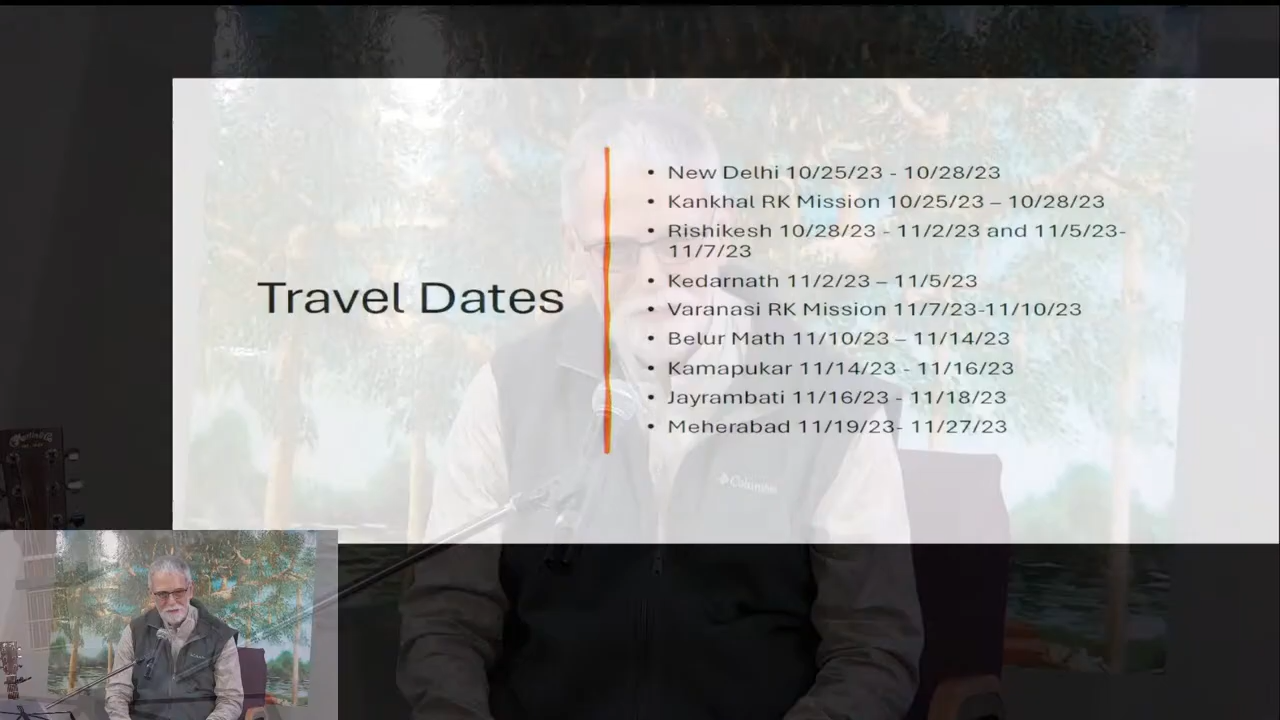 Travel Dates
• New Delhi 10/25/23 - 10/28/23
• Kankhal RK Mission 10/25/23 – 10/28/23
• Rishikesh 10/28/23 - 11/2/23 and 11/5/23-
11/7/23
• Kedarnath 11/2/23 – 11/5/23
• Varanasi RK Mission 11/7/23-11/10/23
• Belur Math 11/10/23 – 11/14/23
• Kamapukar 11/14/23 - 11/16/23
• Jayrambati 11/16/23 - 11/18/23
• Meherabad 11/19/23- 11/27/23
Columbia